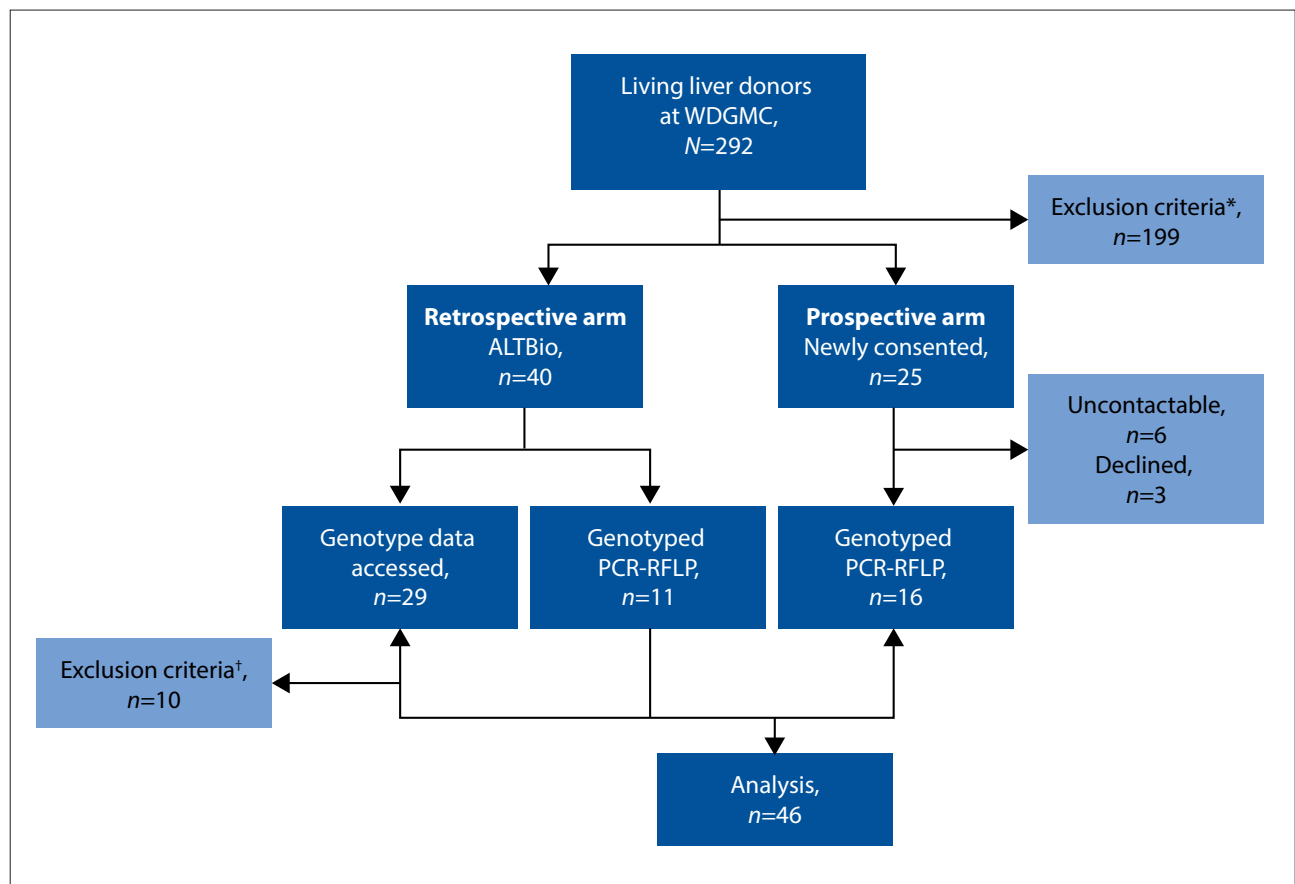 Living liver donors
at WDGMC,
N=292
Exclusion criteria*,
n=199
Retrospective arm
ALTBio,
n=40
Prospective arm
Newly consented,
n=25
Uncontactable,
n=6
Declined,
n=3
Genotype data
accessed,
n=29
Genotyped
PCR-RFLP,
n=11
Genotyped
PCR-RFLP,
n=16
Exclusion criteria†,
n=10
Analysis,
n=46